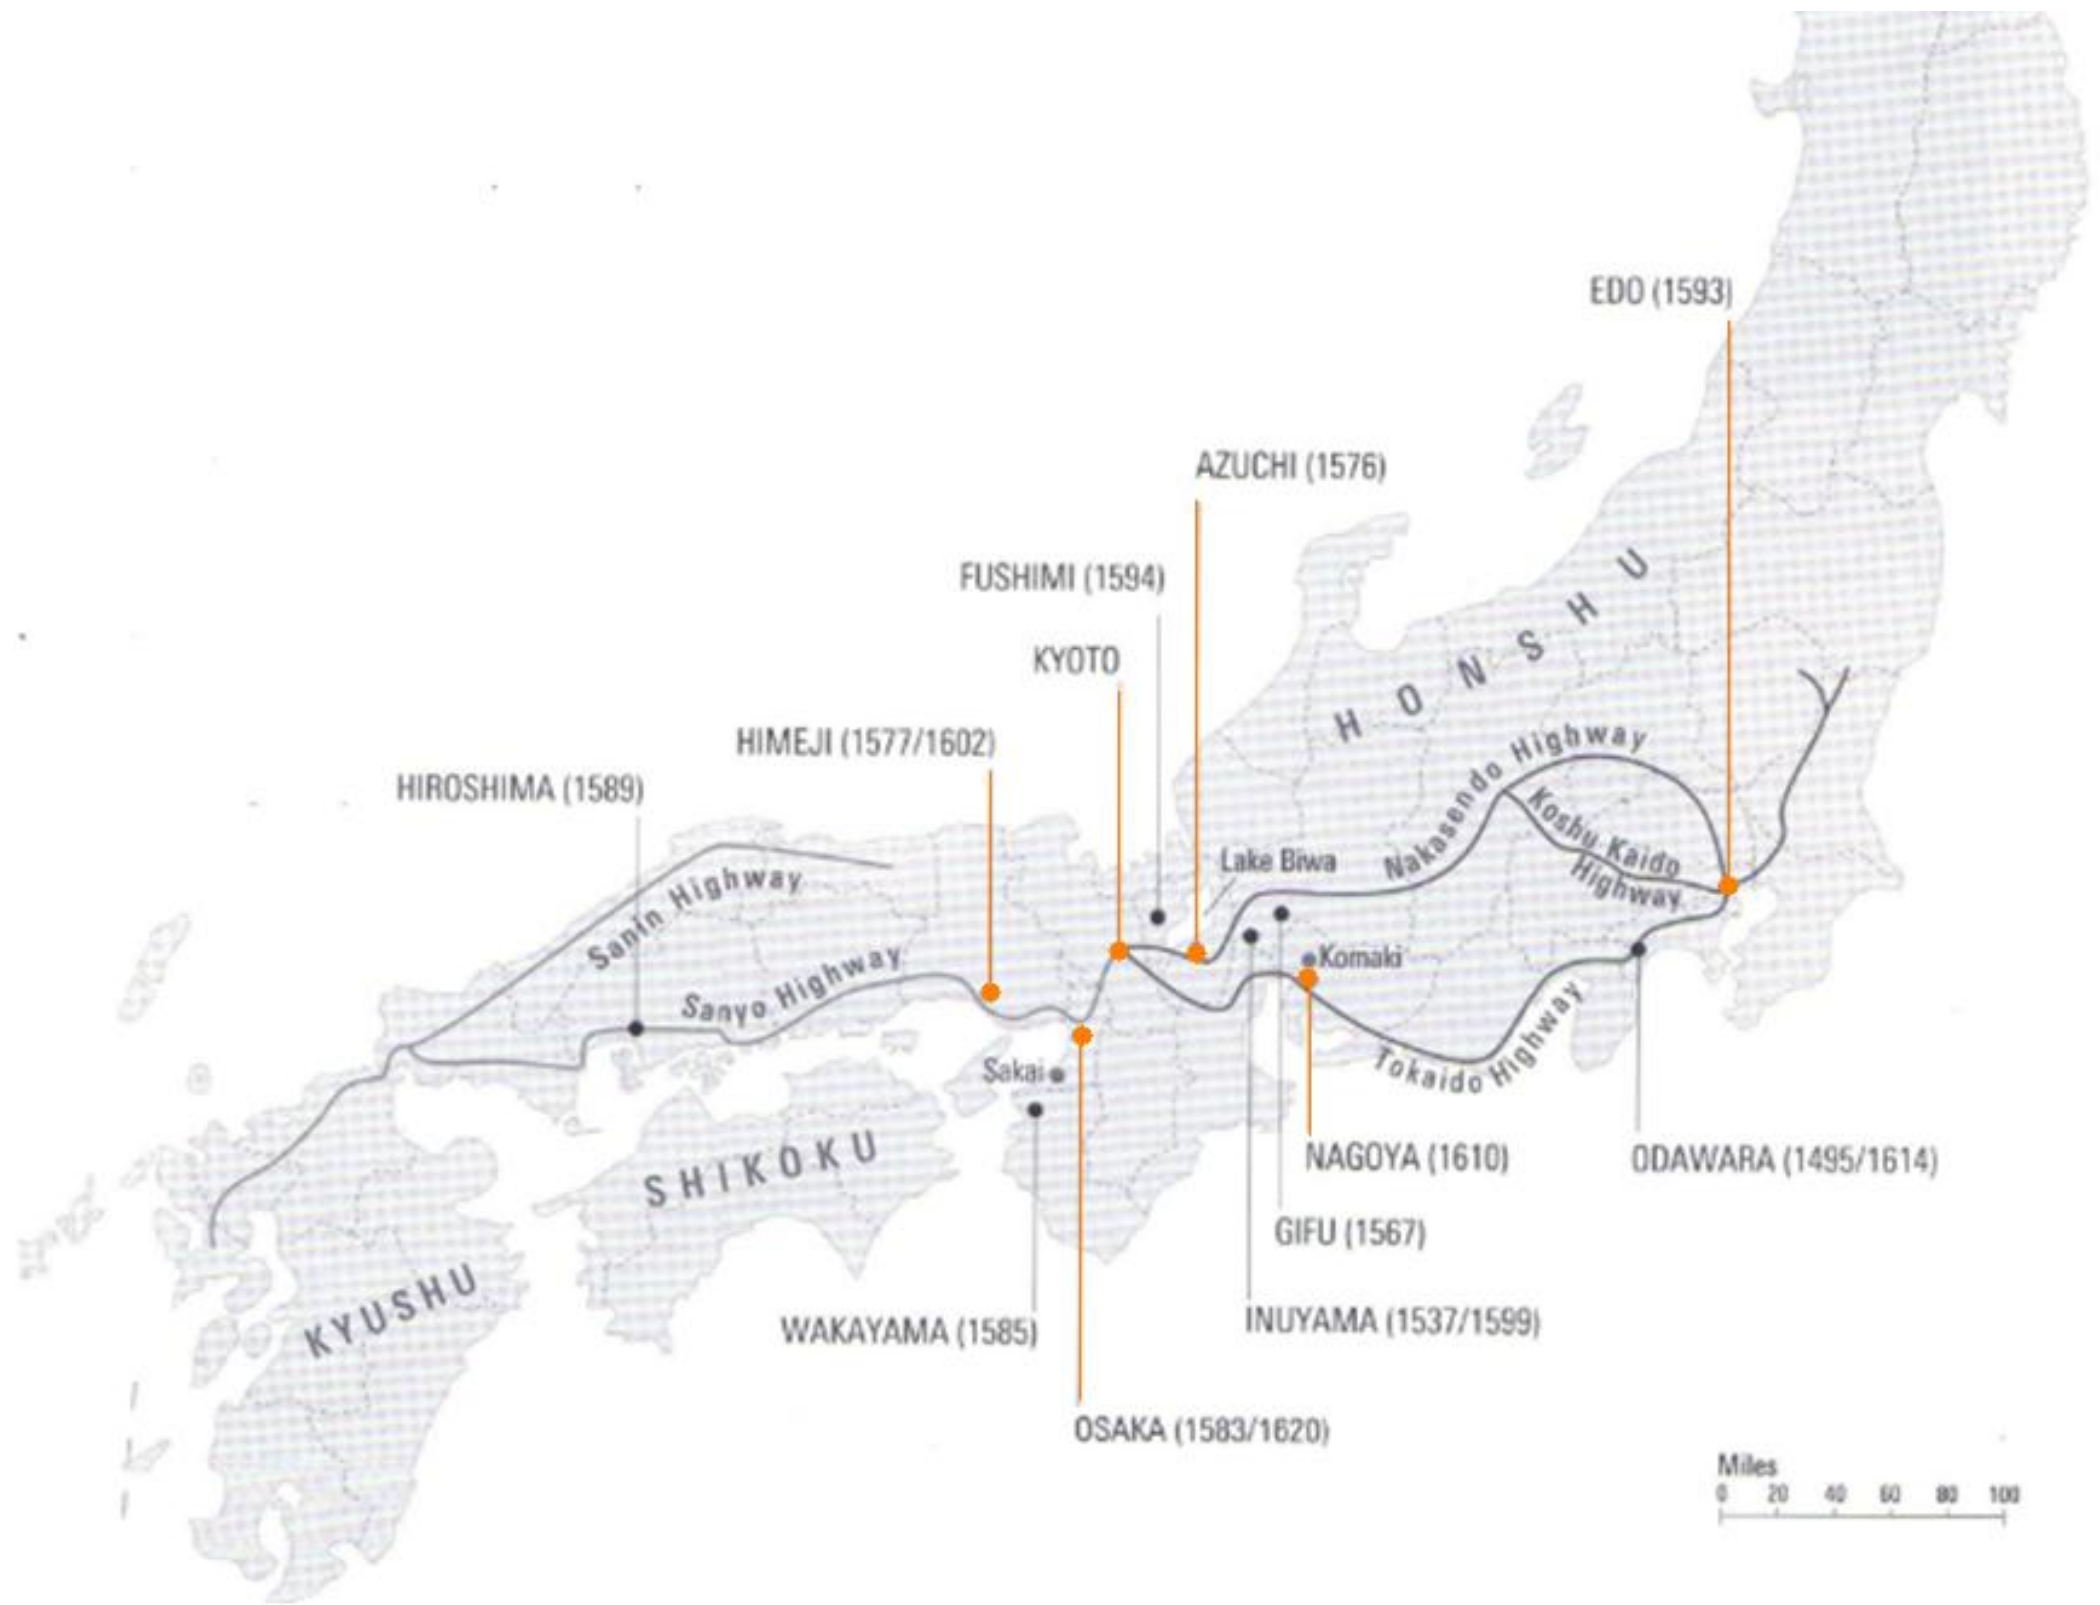 EDO (1593)
AZUCHI (1576)
FUSHIMI (1594)
KYOTO
HIMEJI (1577/1602)
HIROSHIMA (1589)
HONSHU
Nakasendo Highway
Koshu Kaido
Highway
Lake Biwa
Sanin Highway
Sanyo Highway
Komaki
Tokaido Highway
Sakai
SHIKOKU
NAGOYA (1610)
ODAWARA (1495/1614)
GIFU (1567)
KYUSHU
WAKAYAMA (1585)
INUYAMA (1537/1599)
OSAKA (1583/1620)
Miles
0 20 40 60 80 100